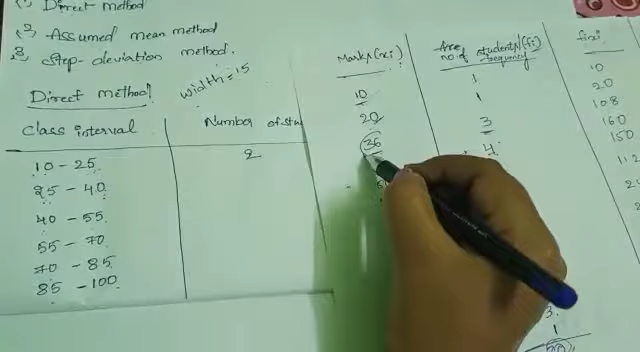 (1) Direct method
(2) Assumed mean method
(3) Step-deviation method.
Direct method width=15
Class interval Number of stu
10 - 25 2
25 - 40
40 - 55
55 - 70
70 - 85
85 - 100
Marks(xi) no. of students(fi) fixi
frequency
10 1 10
20 1 20
36 3 108
4 160
150
112
3.
1